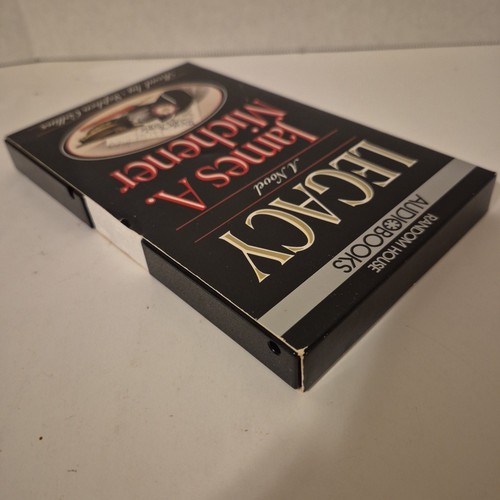 RANDOM HOUSE
AUDIOBOOKS
LEGACY
A Novel
James A.
Michener
Read by Stephen Collins